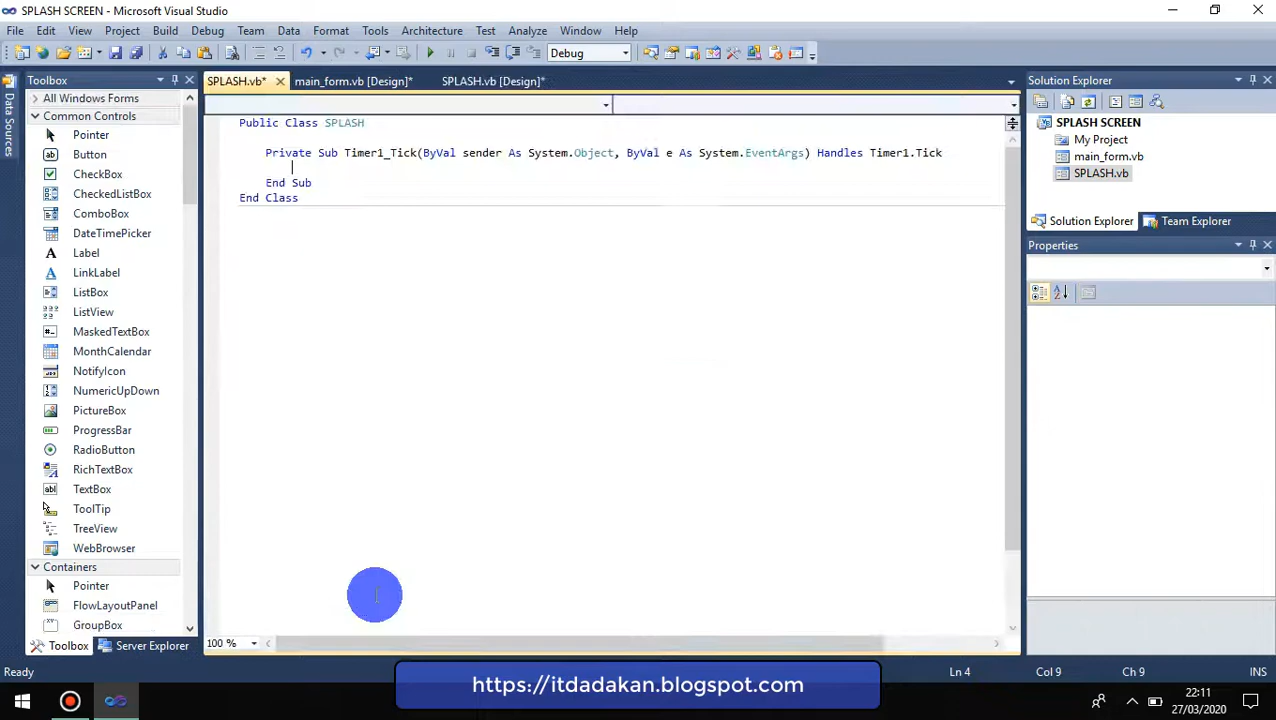 SPLASH SCREEN - Microsoft Visual Studio
File Edit View Project Build Debug Team Data Format Tools Architecture Test Analyze Window Help
Debug
Toolbox
SPLASH.vb*
main_form.vb [Design]*
SPLASH.vb [Design]*
Solution Explorer
Data Sources
All Windows Forms
Common Controls
Pointer
Button
CheckBox
CheckedListBox
ComboBox
DateTimePicker
Label
LinkLabel
ListBox
ListView
MaskedTextBox
MonthCalendar
NotifyIcon
NumericUpDown
PictureBox
ProgressBar
RadioButton
RichTextBox
TextBox
ToolTip
TreeView
WebBrowser
Containers
Pointer
FlowLayoutPanel
GroupBox
Toolbox
Server Explorer
Public Class SPLASH
Private Sub Timer1_Tick(ByVal sender As System.Object, ByVal e As System.EventArgs) Handles Timer1.Tick
End Sub
End Class
100 %
SPLASH SCREEN
My Project
main_form.vb
SPLASH.vb
Solution Explorer
Team Explorer
Properties
Ready
Ln 4
Col 9
Ch 9
INS
https://itdadakan.blogspot.com
22:11
27/03/2020